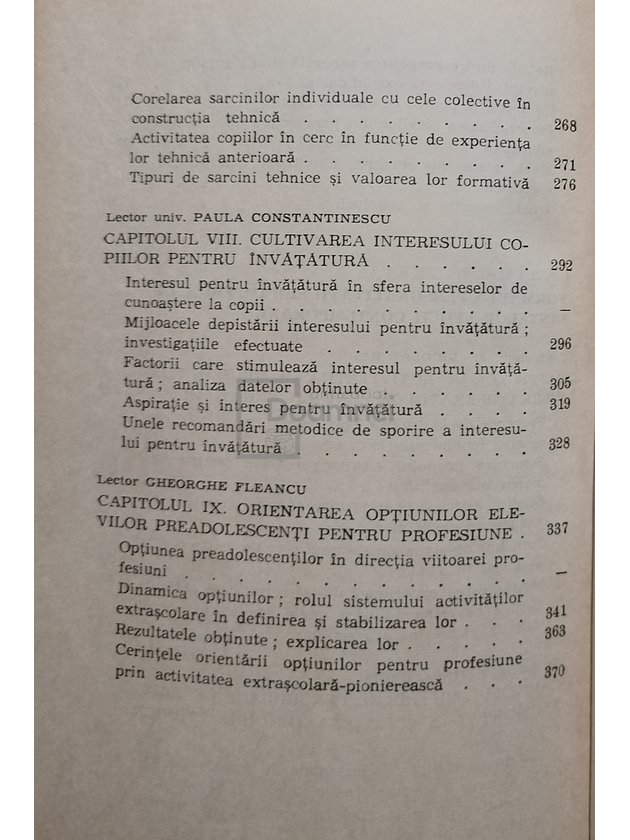 Corelarea sarcinilor individuale cu cele colective în
construcția tehnică . . . . . . . . . 268
Activitatea copiilor în cerc în funcție de experiența
lor tehnică anterioară . . . . . . . . . 271
Tipuri de sarcini tehnice și valoarea lor formativă 276
Lector univ. PAULA CONSTANTINESCU
CAPITOLUL VIII. CULTIVAREA INTERESULUI CO-
PIILOR PENTRU ÎNVĂȚĂTURĂ . . . . . . 292
Interesul pentru învățătură în sfera intereselor de
cunoaștere la copii . . . . . . . . . . —
Mijloacele depistării interesului pentru învățătură ;
investigațiile efectuate . . . . . . . . 296
Factorii care stimulează interesul pentru învăță-
tură ; analiza datelor obținute . . . . . . 305
Aspirație și interes pentru învățătură . . . . 319
Unele recomandări metodice de sporire a interesu-
lui pentru învățătură . . . . . . . . . 328
Lector GHEORGHE FLEANCU
CAPITOLUL IX. ORIENTAREA OPȚIUNILOR ELE-
VILOR PREADOLESCENȚI PENTRU PROFESIUNE . 337
Opțiunea preadolescenților în direcția viitoarei pro-
fesiuni . . . . . . . . . . . . . —
Dinamica opțiunilor ; rolul sistemului activităților
extrașcolare în definirea și stabilizarea lor . . . 341
Rezultatele obținute ; explicarea lor . . . . . 363
Cerințele orientării opțiunilor pentru profesiune
prin activitatea extrașcolară-pionierească . . . 370